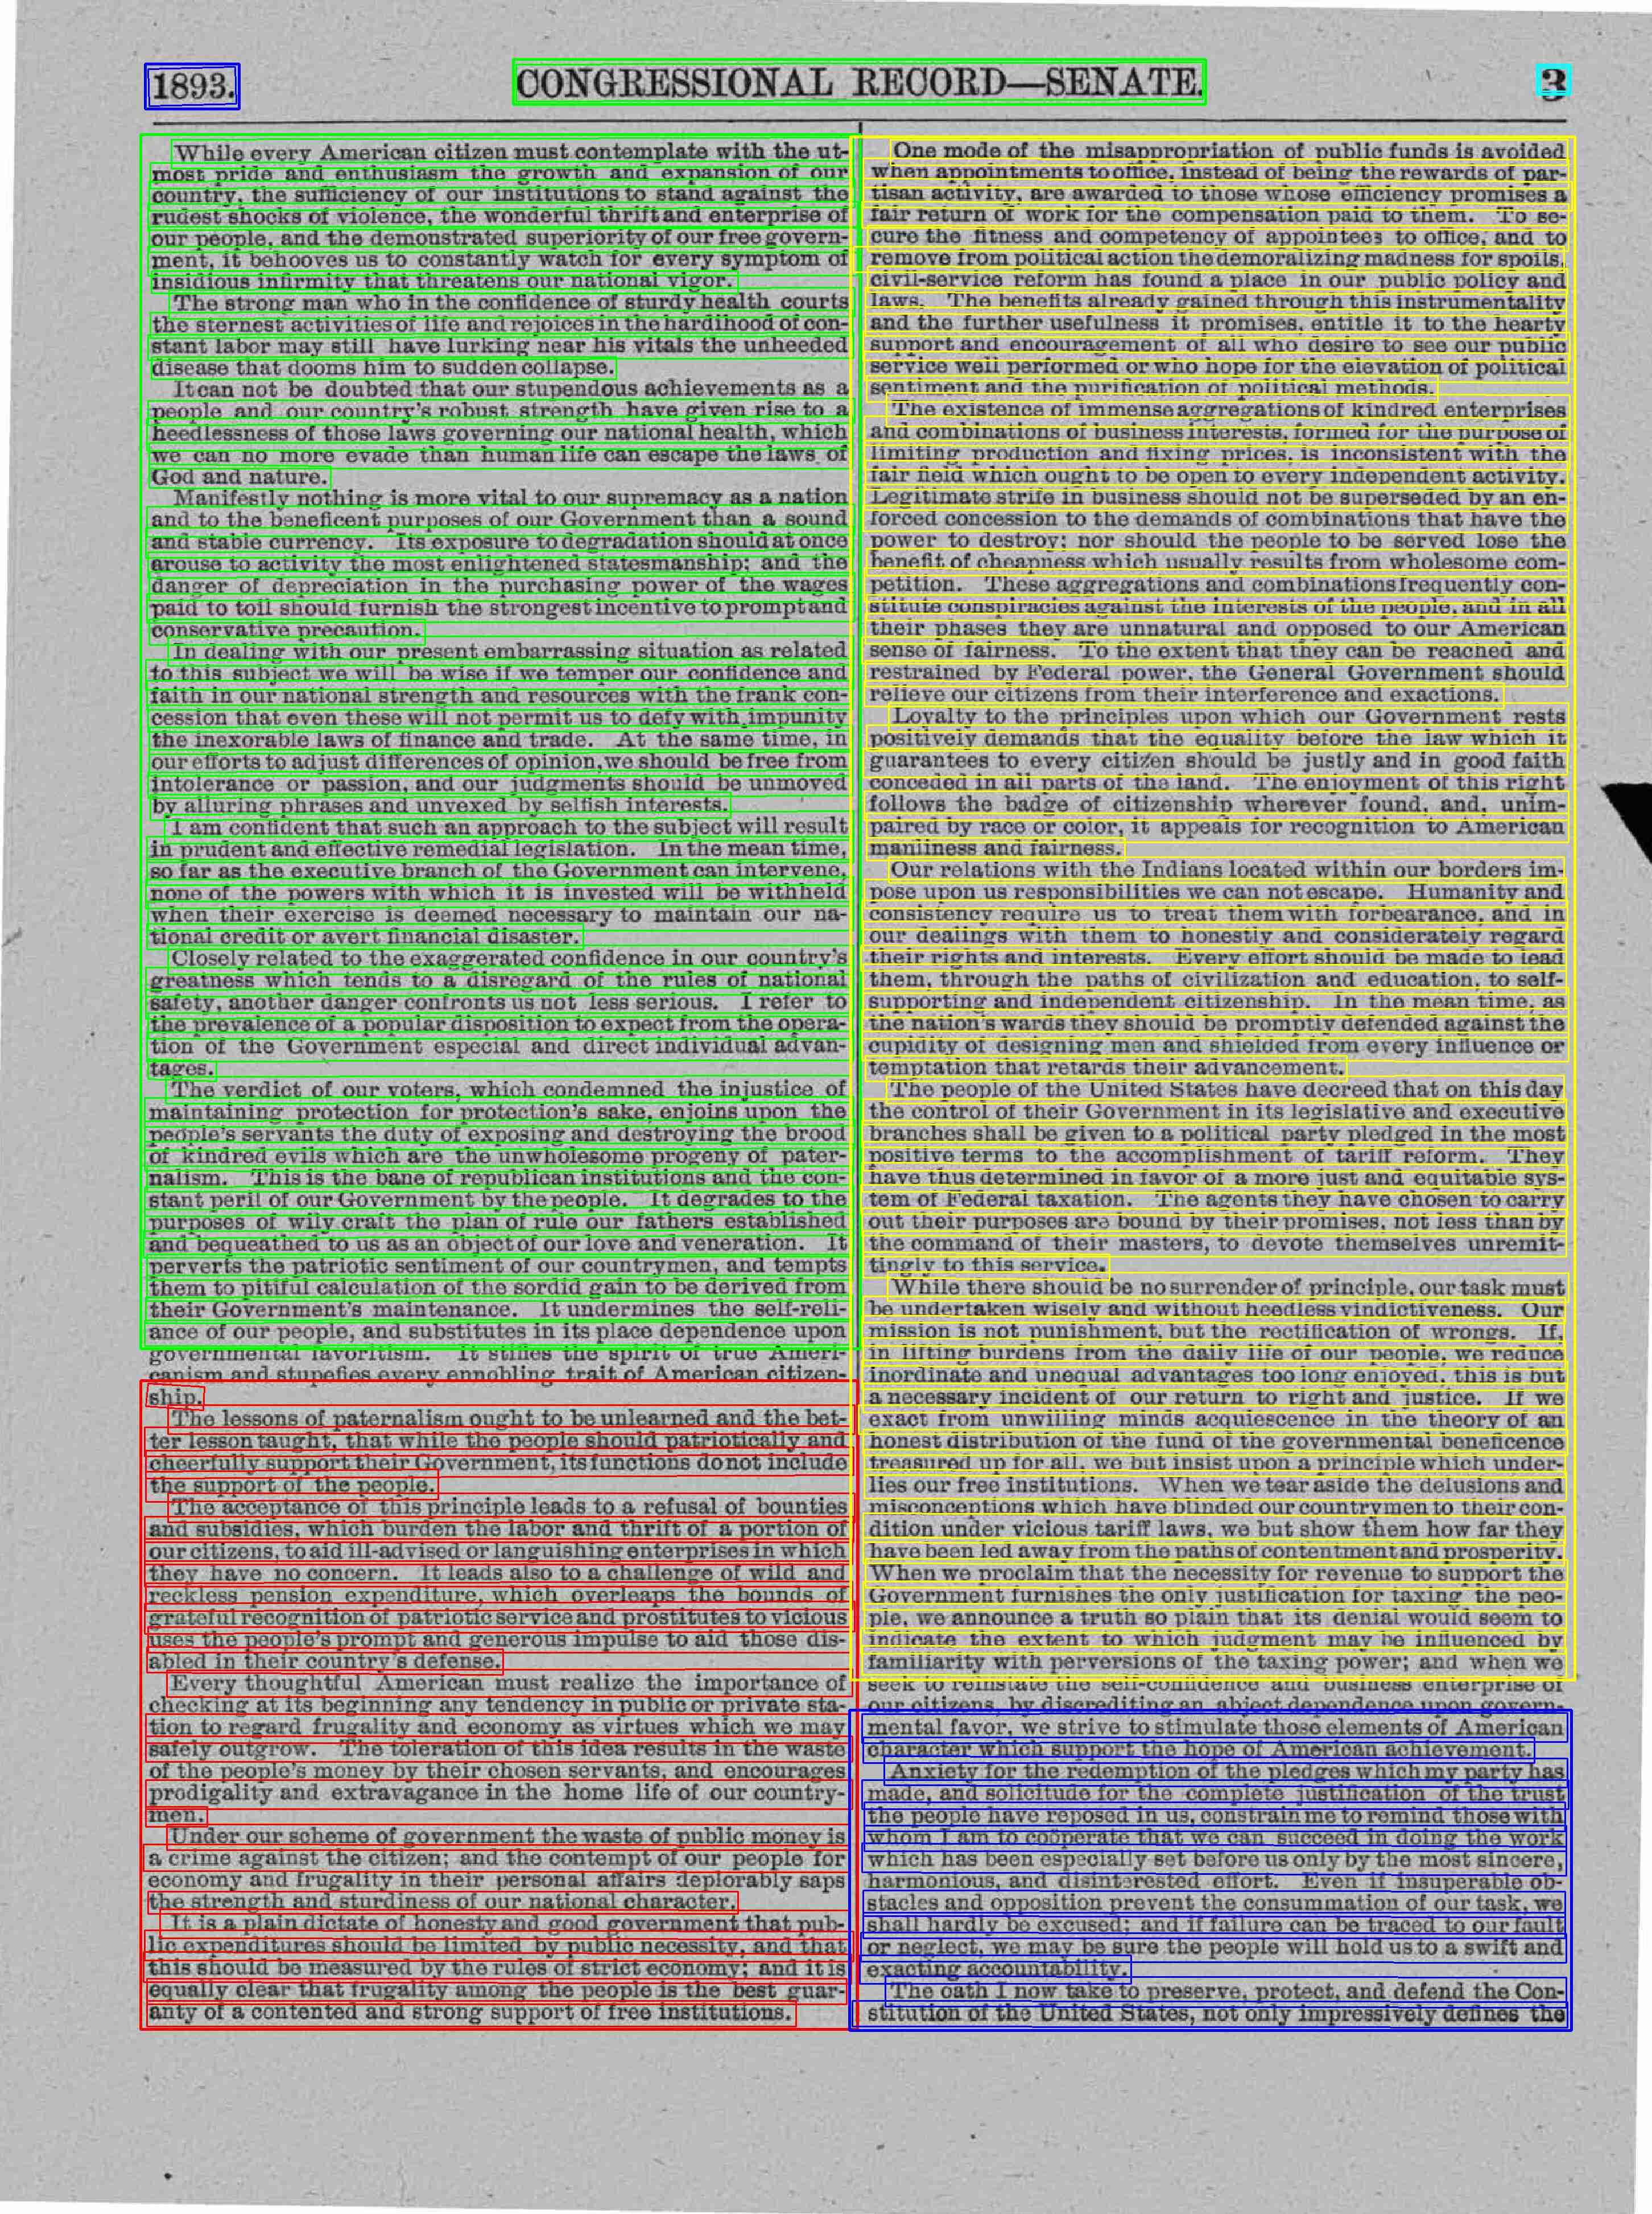 1893.
CONGRESSIONAL RECORD—SENATE.
3
While every American citizen must contemplate with the ut-
most pride and enthusiasm the growth and expansion of our
country, the sufficiency of our institutions to stand against the
rudest shocks of violence, the wonderful thrift and enterprise of
our people, and the demonstrated superiority of our free govern-
ment, it behooves us to constantly watch for every symptom of
insidious infirmity that threatens our national vigor.
The strong man who in the confidence of sturdy health courts
the sternest activities of life and rejoices in the hardihood of con-
stant labor may still have lurking near his vitals the unheeded
disease that dooms him to sudden collapse.
It can not be doubted that our stupendous achievements as a
people and our country's robust strength have given rise to a
heedlessness of those laws governing our national health, which
we can no more evade than human life can escape the laws of
God and nature.
Manifestly nothing is more vital to our supremacy as a nation
and to the beneficent purposes of our Government than a sound
and stable currency. Its exposure to degradation should at once
arouse to activity the most enlightened statesmanship; and the
danger of depreciation in the purchasing power of the wages
paid to toil should furnish the strongest incentive to prompt and
conservative precaution.
In dealing with our present embarrassing situation as related
to this subject we will be wise if we temper our confidence and
faith in our national strength and resources with the frank con-
cession that even these will not permit us to defy with impunity
the inexorable laws of finance and trade. At the same time, in
our efforts to adjust differences of opinion, we should be free from
intolerance or passion, and our judgments should be unmoved
by alluring phrases and unvexed by selfish interests.
I am confident that such an approach to the subject will result
in prudent and effective remedial legislation. In the mean time,
so far as the executive branch of the Government can intervene,
none of the powers with which it is invested will be withheld
when their exercise is deemed necessary to maintain our na-
tional credit or avert financial disaster.
Closely related to the exaggerated confidence in our country's
greatness which tends to a disregard of the rules of national
safety, another danger confronts us not less serious. I refer to
the prevalence of a popular disposition to expect from the opera-
tion of the Government especial and direct individual advan-
tages.
The verdict of our voters, which condemned the injustice of
maintaining protection for protection's sake, enjoins upon the
people's servants the duty of exposing and destroying the brood
of kindred evils which are the unwholesome progeny of pater-
nalism. This is the bane of republican institutions and the con-
stant peril of our Government by the people. It degrades to the
purposes of wily craft the plan of rule our fathers established
and bequeathed to us as an object of our love and veneration. It
perverts the patriotic sentiment of our countrymen, and tempts
them to pitiful calculation of the sordid gain to be derived from
their Government's maintenance. It undermines the self-reli-
ance of our people, and substitutes in its place dependence upon
governmental favoritism. It stifles the spirit of true Ameri-
canism and stupefies every ennobling trait of American citizen-
ship.
The lessons of paternalism ought to be unlearned and the bet-
ter lesson taught, that while the people should patriotically and
cheerfully support their Government, its functions do not include
the support of the people.
The acceptance of this principle leads to a refusal of bounties
and subsidies, which burden the labor and thrift of a portion of
our citizens, to aid ill-advised or languishing enterprises in which
they have no concern. It leads also to a challenge of wild and
reckless pension expenditure, which overleaps the bounds of
grateful recognition of patriotic service and prostitutes to vicious
uses the people's prompt and generous impulse to aid those dis-
abled in their country's defense.
Every thoughtful American must realize the importance of
checking at its beginning any tendency in public or private sta-
tion to regard frugality and economy as virtues which we may
safely outgrow. The toleration of this idea results in the waste
of the people's money by their chosen servants, and encourages
prodigality and extravagance in the home life of our country-
men.
Under our scheme of government the waste of public money is
a crime against the citizen; and the contempt of our people for
economy and frugality in their personal affairs deplorably saps
the strength and sturdiness of our national character.
It is a plain dictate of honesty and good government that pub-
lic expenditures should be limited by public necessity, and that
this should be measured by the rules of strict economy; and it is
equally clear that frugality among the people is the best guar-
anty of a contented and strong support of free institutions.
One mode of the misappropriation of public funds is avoided
when appointments to office, instead of being the rewards of par-
tisan activity, are awarded to those whose efficiency promises a
fair return of work for the compensation paid to them. To se-
cure the fitness and competency of appointees to office, and to
remove from political action the demoralizing madness for spoils,
civil-service reform has found a place in our public policy and
laws. The benefits already gained through this instrumentality
and the further usefulness it promises, entitle it to the hearty
support and encouragement of all who desire to see our public
service well performed or who hope for the elevation of political
sentiment and the purification of political methods.
The existence of immense aggregations of kindred enterprises
and combinations of business interests, formed for the purpose of
limiting production and fixing prices, is inconsistent with the
fair field which ought to be open to every independent activity.
Legitimate strife in business should not be superseded by an en-
forced concession to the demands of combinations that have the
power to destroy; nor should the people to be served lose the
benefit of cheapness which usually results from wholesome com-
petition. These aggregations and combinations frequently con-
stitute conspiracies against the interests of the people, and in all
their phases they are unnatural and opposed to our American
sense of fairness. To the extent that they can be reached and
restrained by Federal power, the General Government should
relieve our citizens from their interference and exactions.
Loyalty to the principles upon which our Government rests
positively demands that the equality before the law which it
guarantees to every citizen should be justly and in good faith
conceded in all parts of the land. The enjoyment of this right
follows the badge of citizenship wherever found, and, unim-
paired by race or color, it appeals for recognition to American
manliness and fairness.
Our relations with the Indians located within our borders im-
pose upon us responsibilities we can not escape. Humanity and
consistency require us to treat them with forbearance, and in
our dealings with them to honestly and considerately regard
their rights and interests. Every effort should be made to lead
them, through the paths of civilization and education, to self-
supporting and independent citizenship. In the mean time, as
the nation's wards they should be promptly defended against the
cupidity of designing men and shielded from every influence or
temptation that retards their advancement.
The people of the United States have decreed that on this day
the control of their Government in its legislative and executive
branches shall be given to a political party pledged in the most
positive terms to the accomplishment of tariff reform. They
have thus determined in favor of a more just and equitable sys-
tem of Federal taxation. The agents they have chosen to carry
out their purposes are bound by their promises, not less than by
the command of their masters, to devote themselves unremit-
tingly to this service.
While there should be no surrender of principle, our task must
be undertaken wisely and without heedless vindictiveness. Our
mission is not punishment, but the rectification of wrongs. If,
in lifting burdens from the daily life of our people, we reduce
inordinate and unequal advantages too long enjoyed, this is but
a necessary incident of our return to right and justice. If we
exact from unwilling minds acquiescence in the theory of an
honest distribution of the fund of the governmental beneficence
treasured up for all, we but insist upon a principle which under-
lies our free institutions. When we tear aside the delusions and
misconceptions which have blinded our countrymen to their con-
dition under vicious tariff laws, we but show them how far they
have been led away from the paths of contentment and prosperity.
When we proclaim that the necessity for revenue to support the
Government furnishes the only justification for taxing the peo-
ple, we announce a truth so plain that its denial would seem to
indicate the extent to which judgment may be influenced by
familiarity with perversions of the taxing power; and when we
seek to reinstate the self-confidence and business enterprise of
our citizens, by discrediting an abject dependence upon govern-
mental favor, we strive to stimulate those elements of American
character which support the hope of American achievement.
Anxiety for the redemption of the pledges which my party has
made, and solicitude for the complete justification of the trust
the people have reposed in us, constrain me to remind those with
whom I am to coöperate that we can succeed in doing the work
which has been especially set before us only by the most sincere,
harmonious, and disinterested effort. Even if insuperable ob-
stacles and opposition prevent the consummation of our task, we
shall hardly be excused; and if failure can be traced to our fault
or neglect, we may be sure the people will hold us to a swift and
exacting accountability.
The oath I now take to preserve, protect, and defend the Con-
stitution of the United States, not only impressively defines the